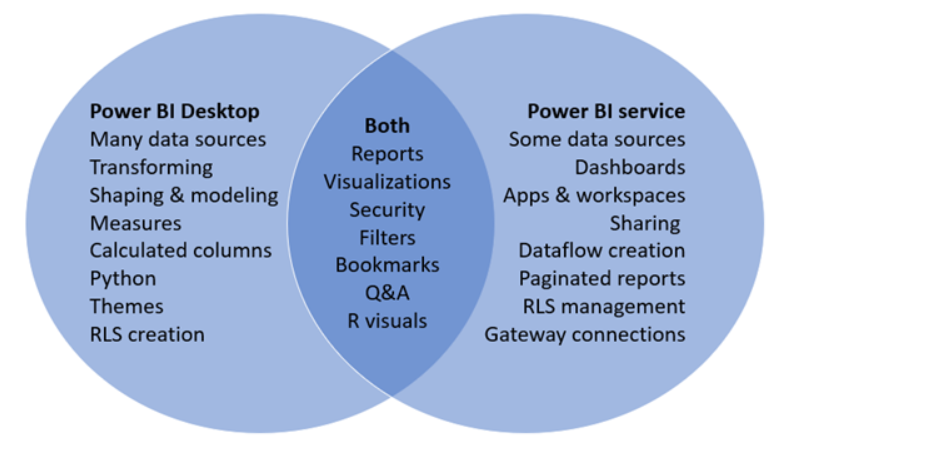 Power BI Desktop
Many data sources
Transforming
Shaping & modeling
Measures
Calculated columns
Python
Themes
RLS creation
Both
Reports
Visualizations
Security
Filters
Bookmarks
Q&A
R visuals
Power BI service
Some data sources
Dashboards
Apps & workspaces
Sharing
Dataflow creation
Paginated reports
RLS management
Gateway connections